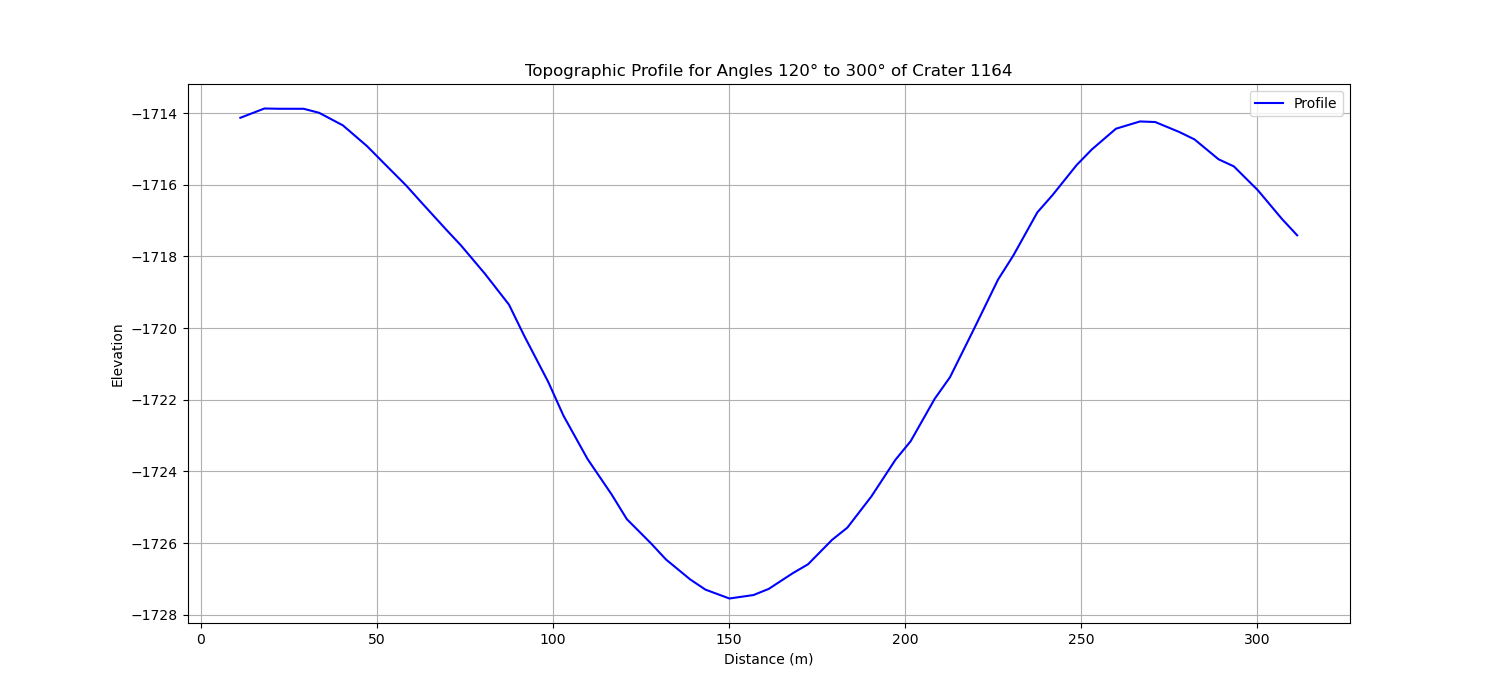 Topographic Profile for Angles 120° to 300° of Crater 1164
Profile
−1714
−1716
−1718
−1720
−1722
−1724
−1726
−1728
Elevation
0 50 100 150 200 250 300
Distance (m)